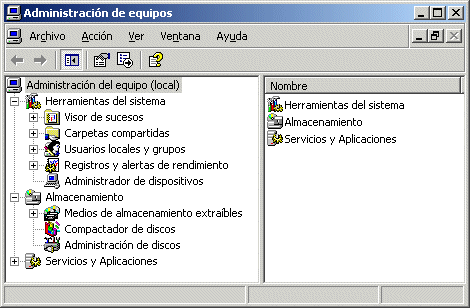 Administración de equipos
Archivo Acción Ver Ventana Ayuda
Administración del equipo (local)
Herramientas del sistema
Visor de sucesos
Carpetas compartidas
Usuarios locales y grupos
Registros y alertas de rendimiento
Administrador de dispositivos
Almacenamiento
Medios de almacenamiento extraíbles
Compactador de discos
Administración de discos
Servicios y Aplicaciones
Nombre
Herramientas del sistema
Almacenamiento
Servicios y Aplicaciones